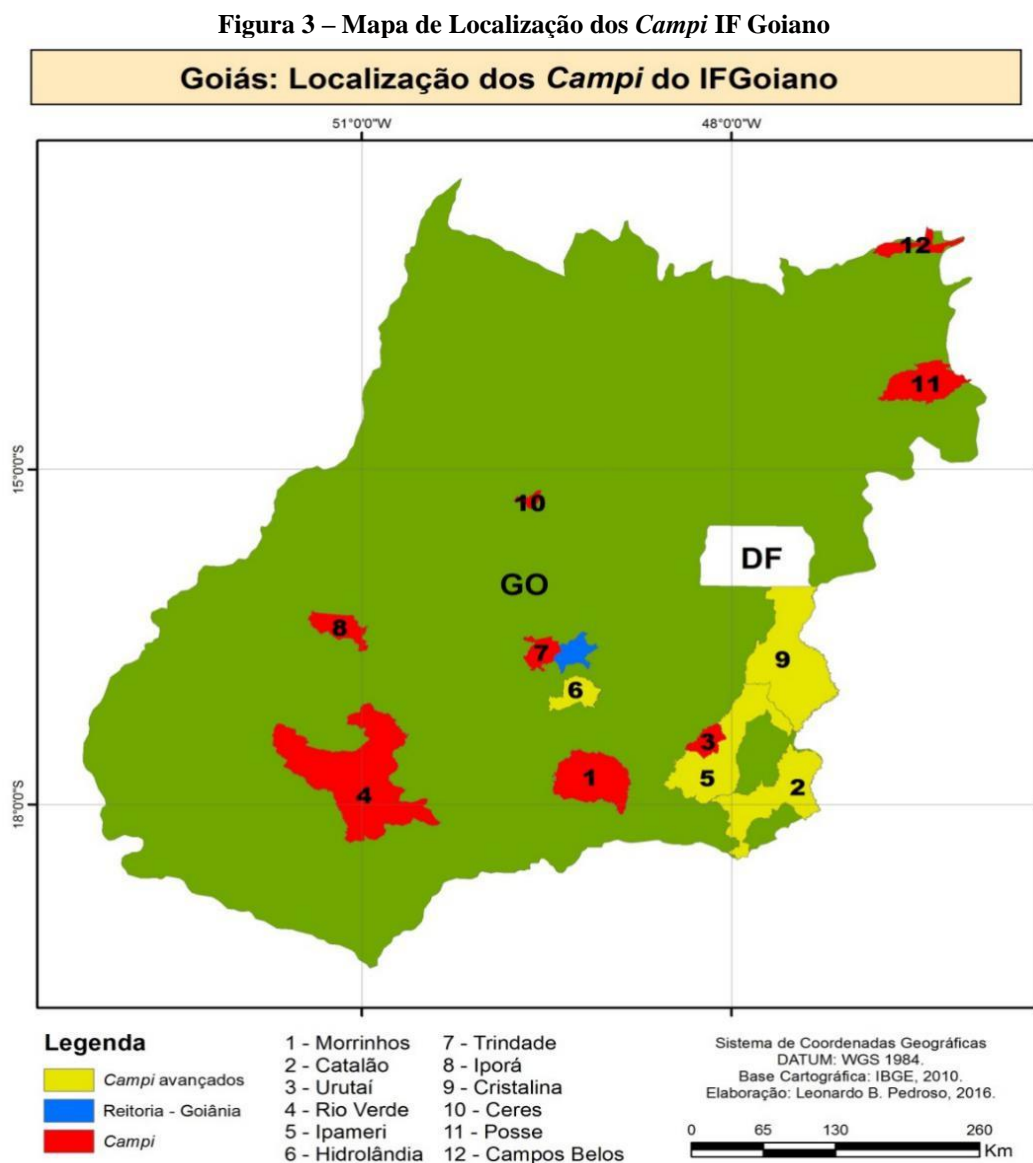 Figura 3 – Mapa de Localização dos Campi IF Goiano
Goiás: Localização dos Campi do IFGoiano
51°0'0"W
48°0'0"W
12
11
15°0'0"S
10
DF
GO
8
7
9
6
3
1
5
2
4
18°0'0"S
Legenda
Campi avançados
Reitoria - Goiânia
Campi
1 - Morrinhos
2 - Catalão
3 - Urutaí
4 - Rio Verde
5 - Ipameri
6 - Hidrolândia
7 - Trindade
8 - Iporá
9 - Cristalina
10 - Ceres
11 - Posse
12 - Campos Belos
Sistema de Coordenadas Geográficas
DATUM: WGS 1984.
Base Cartográfica: IBGE, 2010.
Elaboração: Leonardo B. Pedroso, 2016.
0 65 130 260
Km